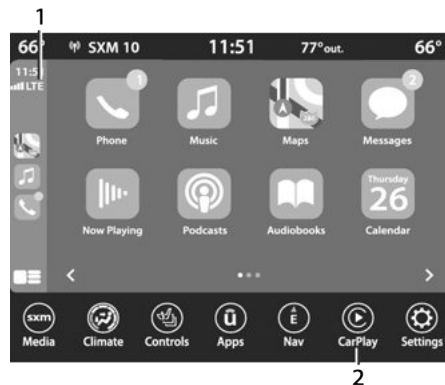 1
66° SXM 10 11:51 77°out. 66°
11:51
LTE
1
2
Phone Music Maps Messages
280
Thursday
26
Now Playing Podcasts Audiobooks Calendar
sxm ū E
Media Climate Controls Apps Nav CarPlay Settings
2